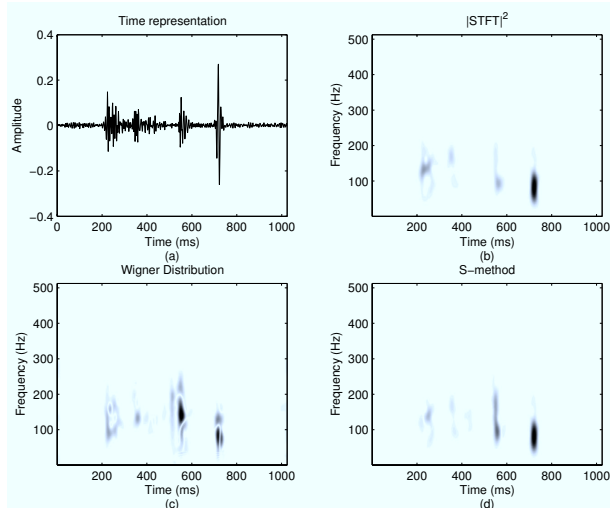 Time representation
0.4
0.2
0
−0.2
−0.4
Amplitude
0 200 400 600 800 1000
Time (ms)
(a)
|STFT|²
500
400
300
200
100
Frequency (Hz)
0 200 400 600 800 1000
Time (ms)
(b)
Wigner Distribution
500
400
300
200
100
Frequency (Hz)
0 200 400 600 800 1000
Time (ms)
(c)
S−method
500
400
300
200
100
Frequency (Hz)
0 200 400 600 800 1000
Time (ms)
(d)